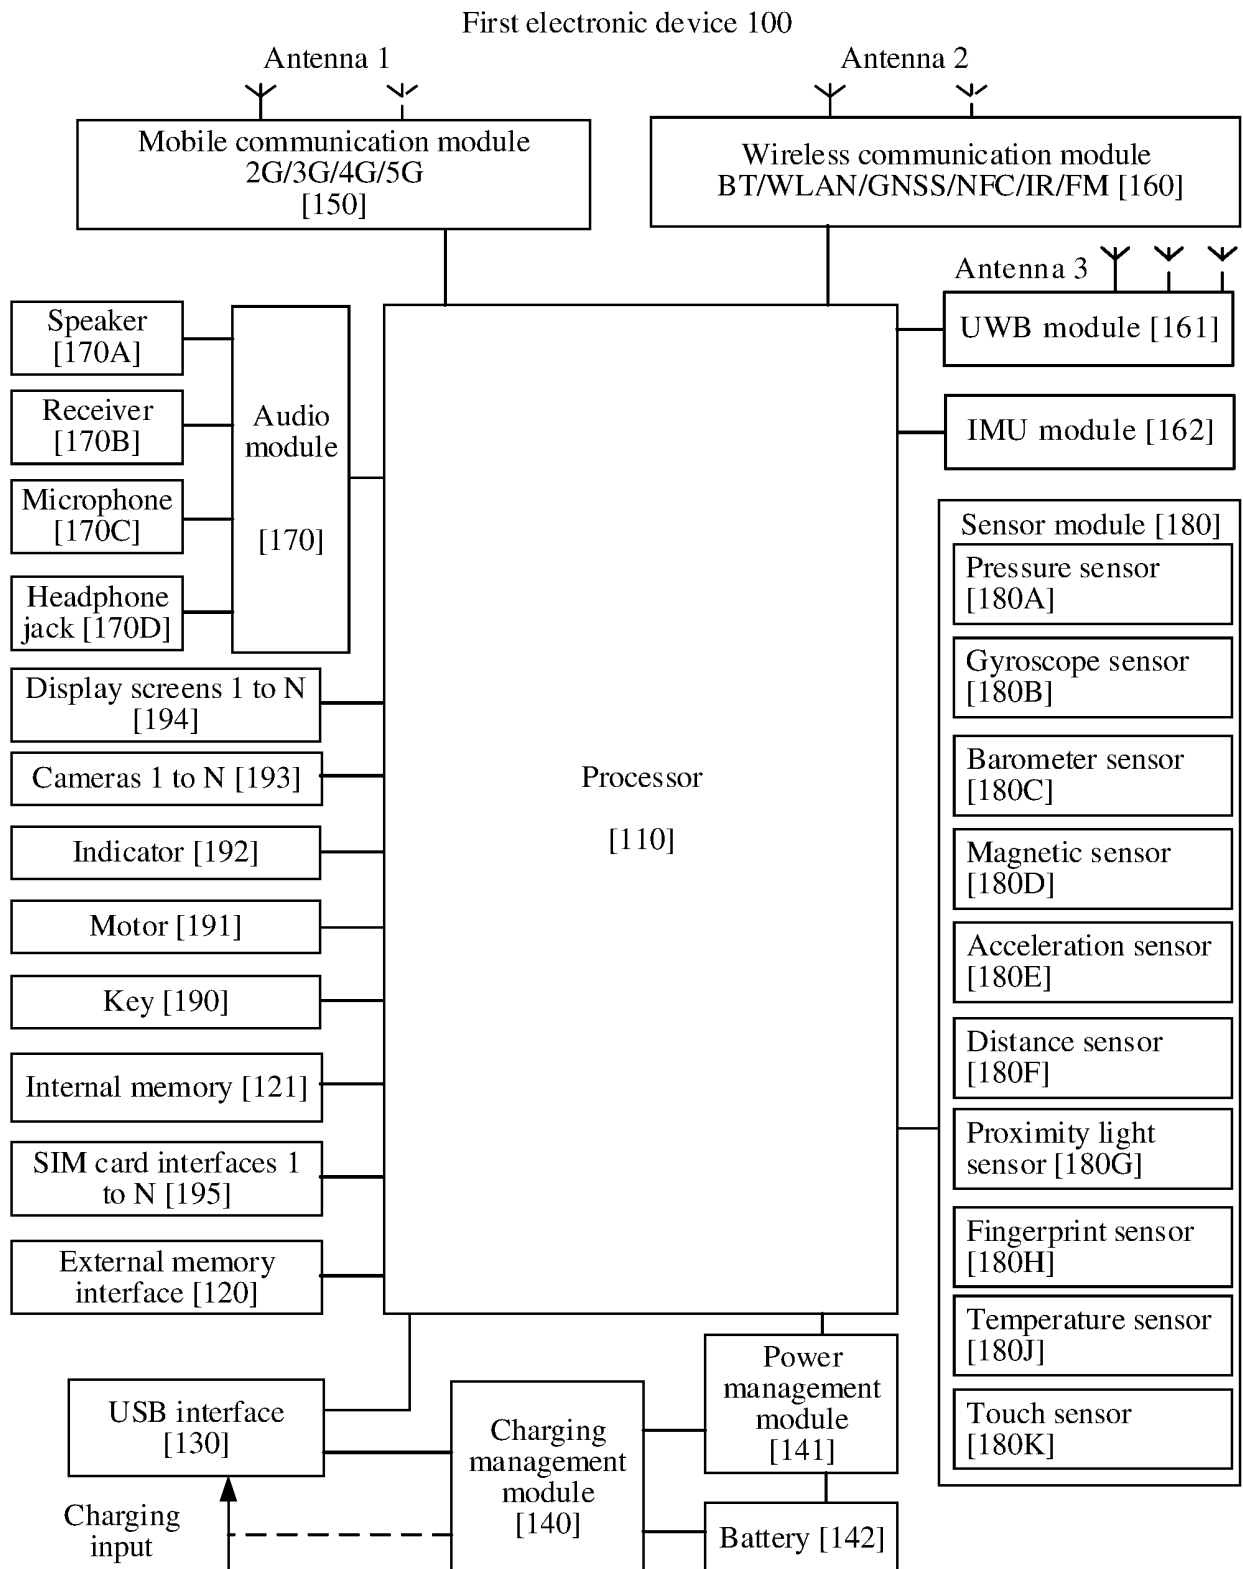 First electronic device 100
Antenna 1
Antenna 2
Mobile communication module
2G/3G/4G/5G
[150]
Wireless communication module
BT/WLAN/GNSS/NFC/IR/FM [160]
Antenna 3
UWB module [161]
IMU module [162]
Speaker
[170A]
Receiver
[170B]
Microphone
[170C]
Headphone
jack [170D]
Audio
module
[170]
Display screens 1 to N
[194]
Cameras 1 to N [193]
Indicator [192]
Motor [191]
Key [190]
Internal memory [121]
SIM card interfaces 1
to N [195]
External memory
interface [120]
Processor
[110]
Sensor module [180]
Pressure sensor
[180A]
Gyroscope sensor
[180B]
Barometer sensor
[180C]
Magnetic sensor
[180D]
Acceleration sensor
[180E]
Distance sensor
[180F]
Proximity light
sensor [180G]
Fingerprint sensor
[180H]
Temperature sensor
[180J]
Touch sensor
[180K]
USB interface
[130]
Charging
input
Charging
management
module
[140]
Power
management
module
[141]
Battery [142]